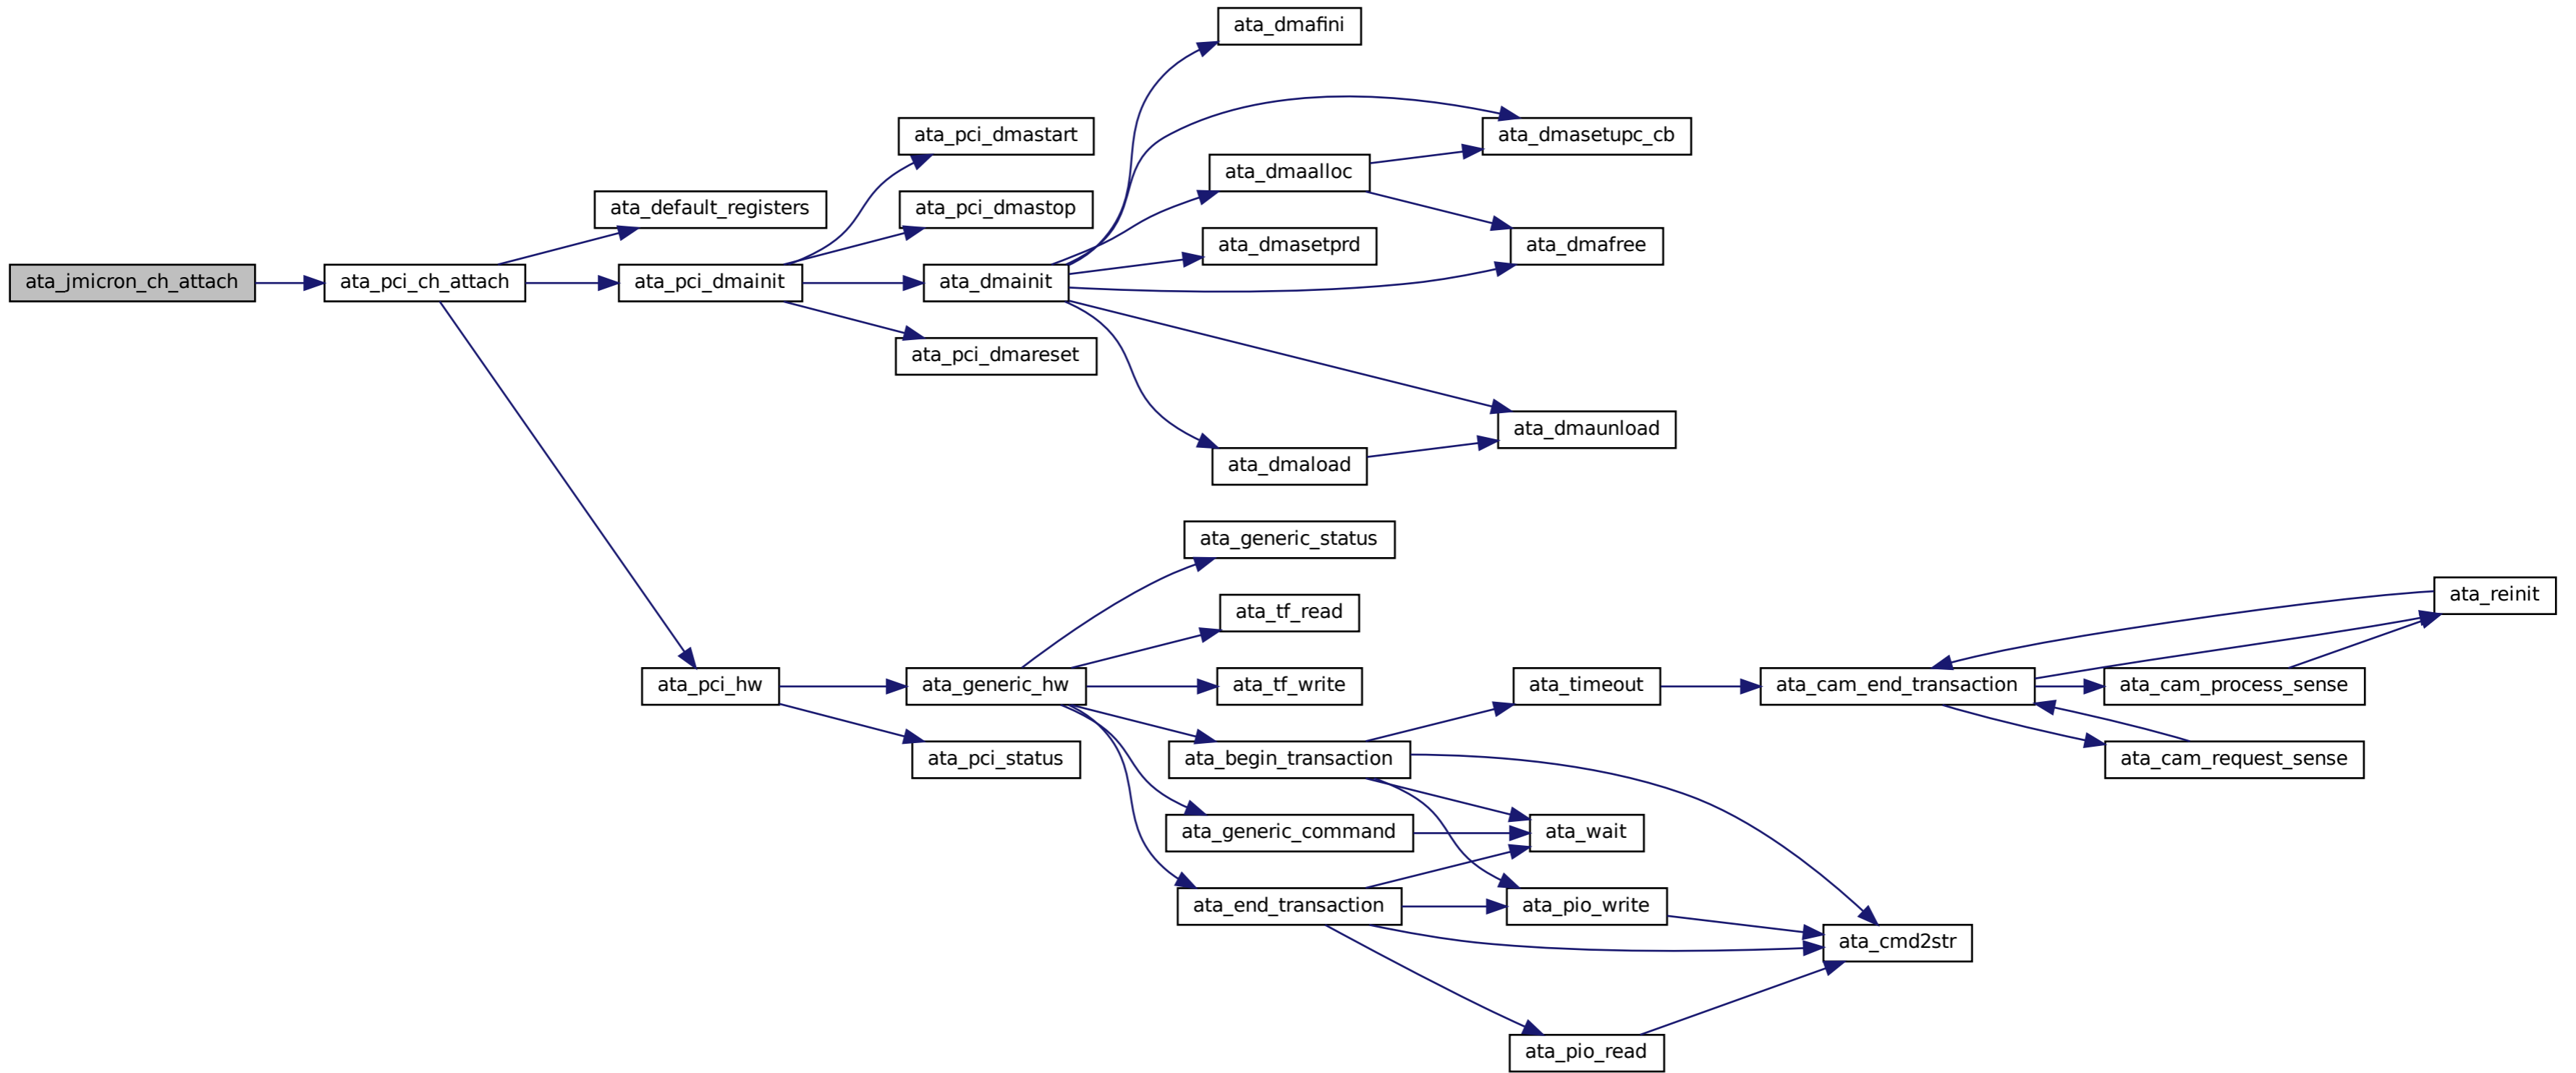 ata_dmafini
ata_pci_dmastart
ata_dmasetupc_cb
ata_dmaalloc
ata_default_registers
ata_pci_dmastop
ata_dmasetprd
ata_dmafree
ata_jmicron_ch_attach
ata_pci_ch_attach
ata_pci_dmainit
ata_dmainit
ata_pci_dmareset
ata_dmaunload
ata_dmaload
ata_generic_status
ata_reinit
ata_tf_read
ata_pci_hw
ata_generic_hw
ata_tf_write
ata_timeout
ata_cam_end_transaction
ata_cam_process_sense
ata_pci_status
ata_begin_transaction
ata_cam_request_sense
ata_generic_command
ata_wait
ata_end_transaction
ata_pio_write
ata_cmd2str
ata_pio_read